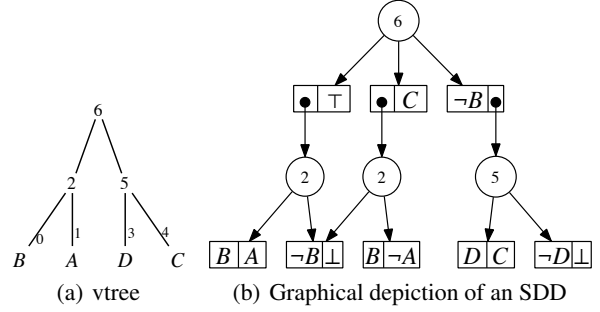 6
⊤ C ¬B
6
2 2 5
2 5
0 1 3 4
B A D C
B A ¬B ⊥ B ¬A D C ¬D ⊥
(a) vtree (b) Graphical depiction of an SDD